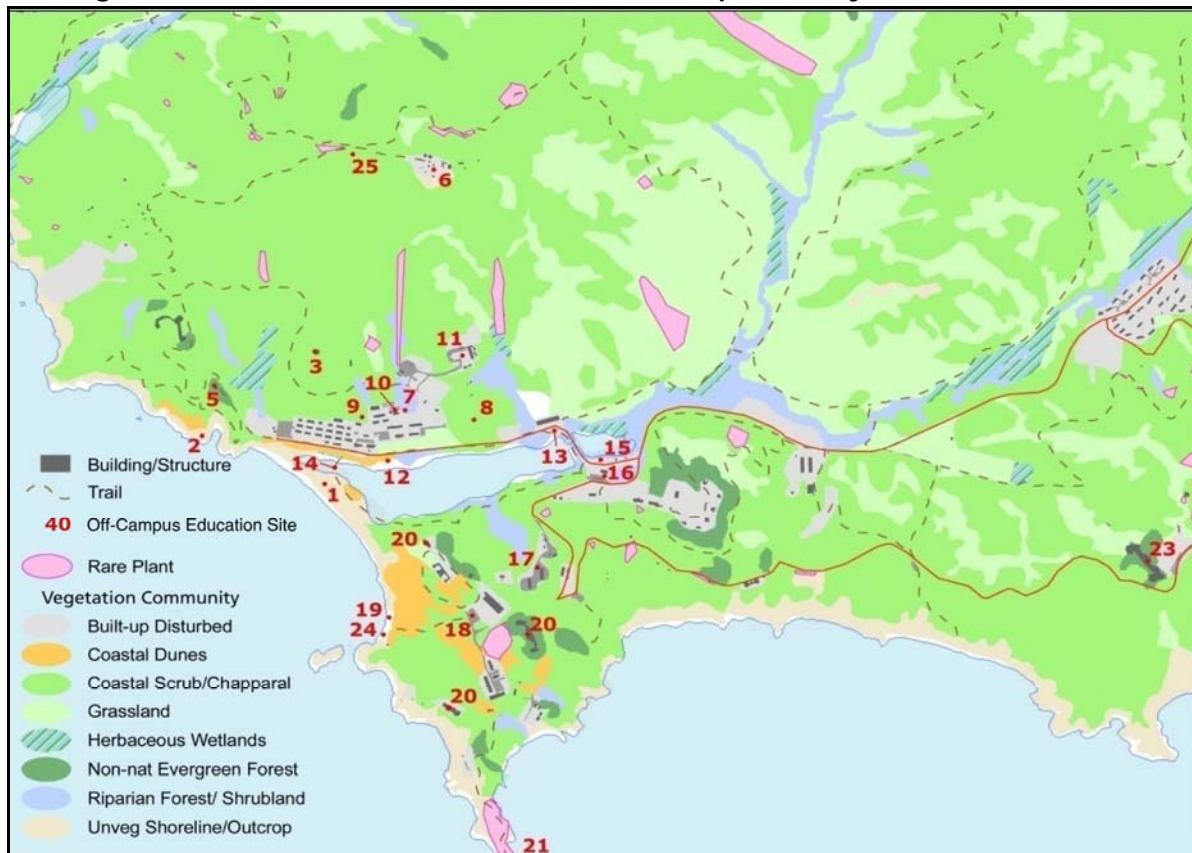 25
6
11
3
10
7
5
9
8
2
15
13
14
12
16
1
Building/Structure
Trail
40 Off-Campus Education Site
Rare Plant
Vegetation Community
Built-up Disturbed
Coastal Dunes
Coastal Scrub/Chapparal
Grassland
Herbaceous Wetlands
Non-nat Evergreen Forest
Riparian Forest/ Shrubland
Unveg Shoreline/Outcrop
20
17
23
19
18
20
24
20
21